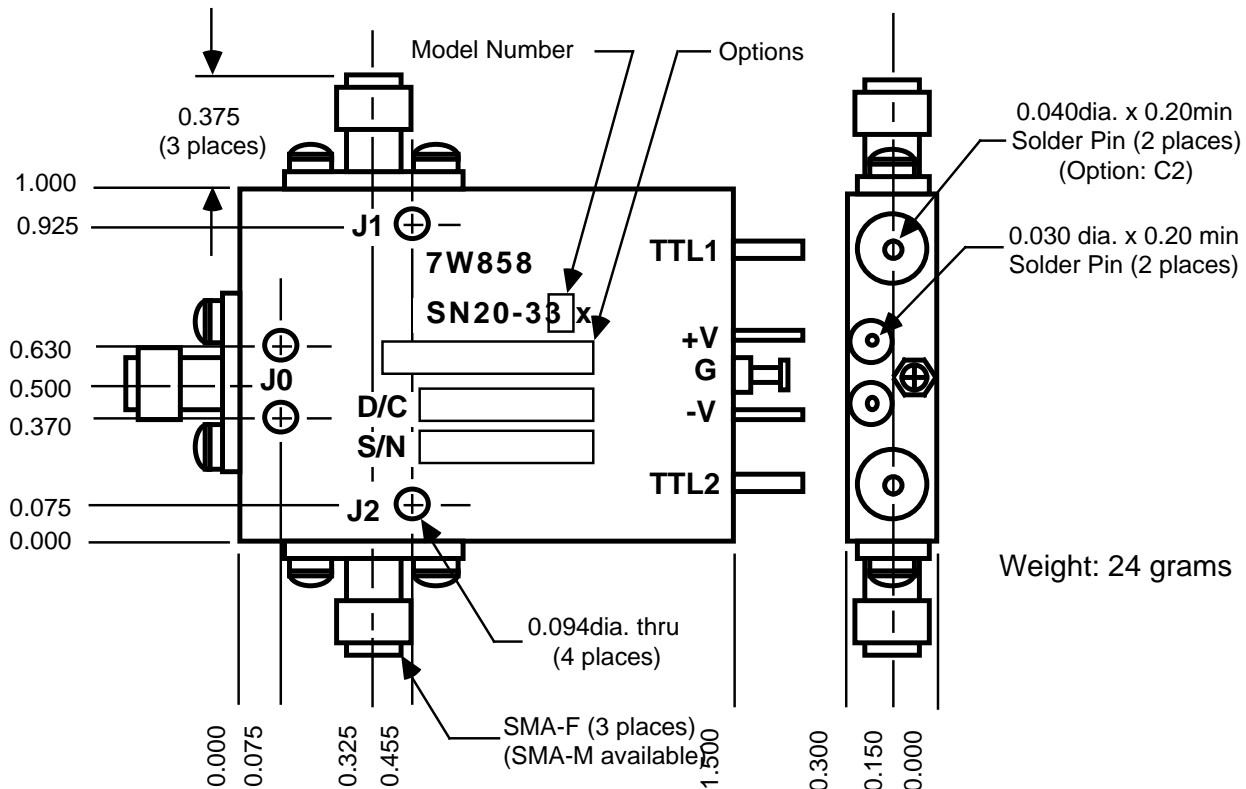 Model Number
Options
0.375
(3 places)
0.040dia. x 0.20min
Solder Pin (2 places)
(Option: C2)
1.000
0.925
J1
TTL1
0.030 dia. x 0.20 min
Solder Pin (2 places)
7W858
SN20-33 x
+V
0.630
G
J0
0.500
0.370
D/C
-V
S/N
TTL2
0.075
J2
0.000
Weight: 24 grams
0.094dia. thru
(4 places)
SMA-F (3 places)
(SMA-M available)
0.000
0.075
0.325
0.455
1.500
0.300
0.150
0.000